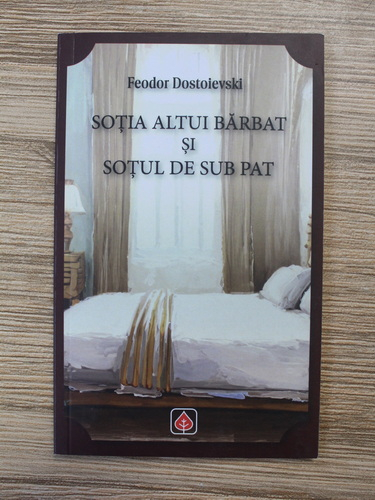 Feodor Dostoievski
SOȚIA ALTUI BĂRBAT
ȘI
SOȚUL DE SUB PAT